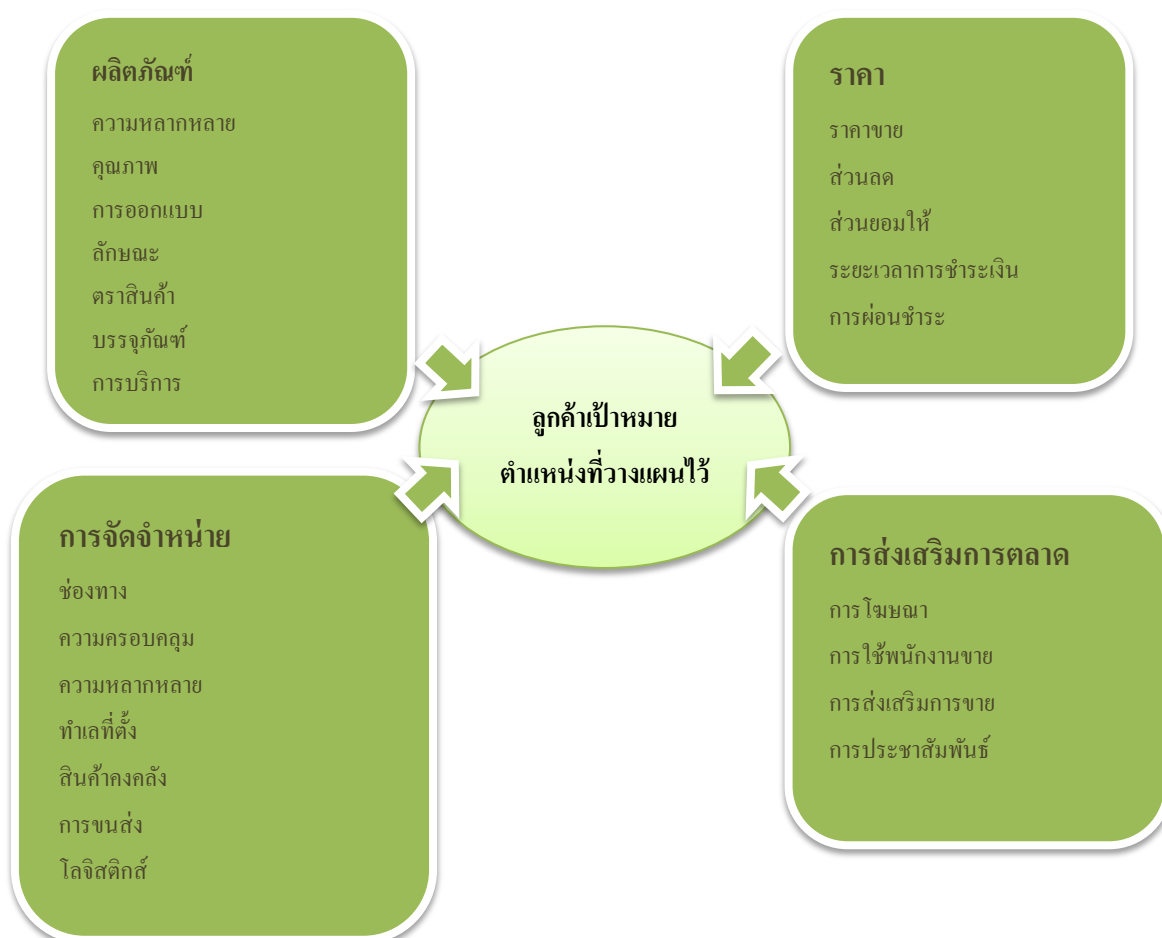 ผลิตภัณฑ์
ความหลากหลาย
คุณภาพ
การออกแบบ
ลักษณะ
ตราสินค้า
บรรจุภัณฑ์
การบริการ
ราคา
ราคาขาย
ส่วนลด
ส่วนยอมให้
ระยะเวลาการชำระเงิน
การผ่อนชำระ
ลูกค้าเป้าหมาย
ตำแหน่งที่วางแผนไว้
การจัดจำหน่าย
ช่องทาง
ความครอบคลุม
ความหลากหลาย
ทำเลที่ตั้ง
สินค้าคงคลัง
การขนส่ง
โลจิสติกส์
การส่งเสริมการตลาด
การโฆษณา
การใช้พนักงานขาย
การส่งเสริมการขาย
การประชาสัมพันธ์